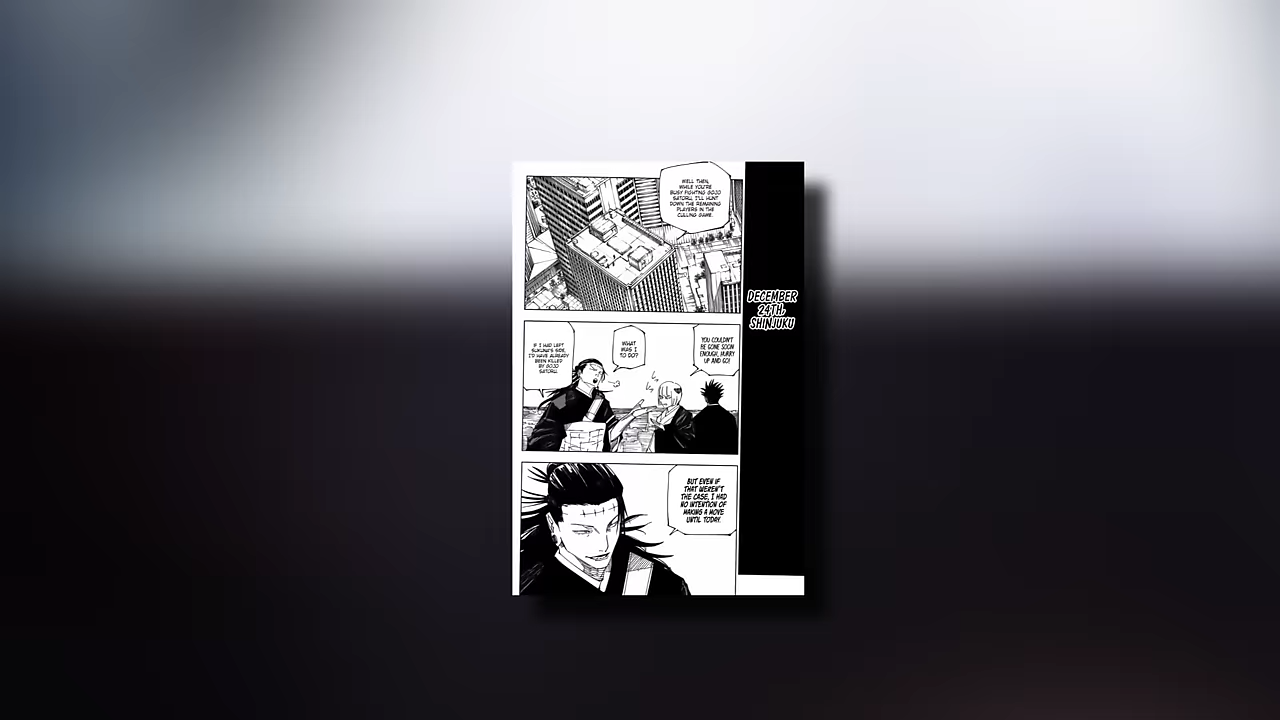 DECEMBER
24TH,
SHINJUKU
WELL THEN,
WHILE YOU'RE
BUSY FIGHTING GOJO
SATORU, I'LL HUNT
DOWN THE REMAINING
PLAYERS IN THE
CULLING GAME.
YOU COULDN'T
BE GONE SOON
ENOUGH, HURRY
UP AND GO!
WHAT
WAS I
TO DO?
IF I HAD LEFT
SUKUNA'S SIDE,
I'D HAVE ALREADY
BEEN KILLED
BY GOJO
SATORU.
BUT EVEN IF
THAT WEREN'T
THE CASE, I HAD
NO INTENTION OF
MAKING A MOVE
UNTIL TODAY.